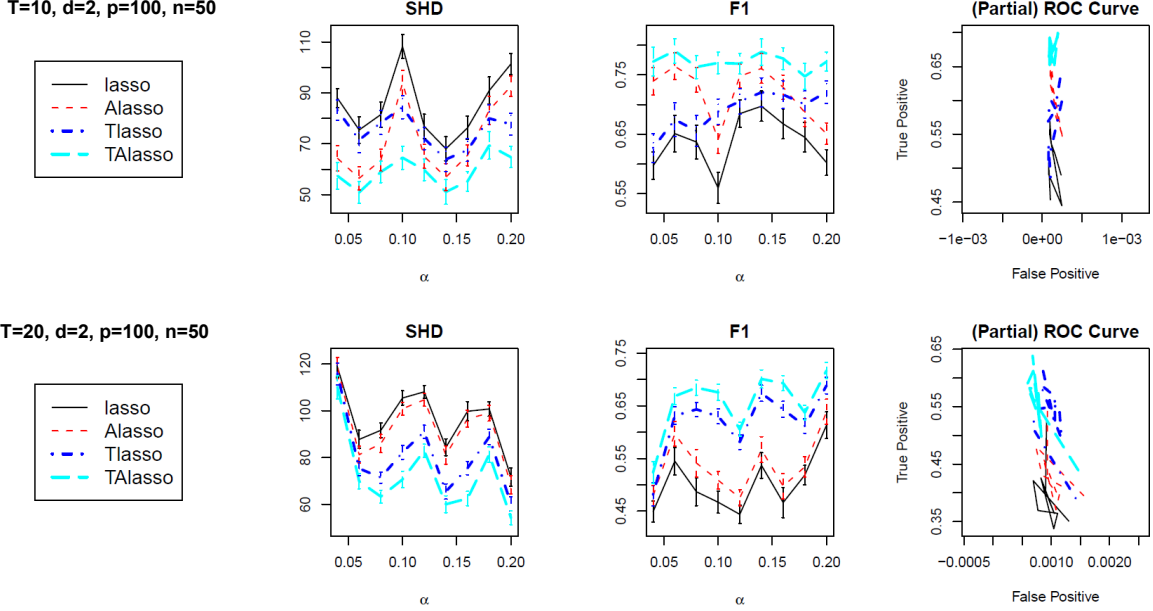 T=10, d=2, p=100, n=50
lasso
Alasso
Tlasso
TAlasso
SHD
110
90
70
50
0.05 0.10 0.15 0.20
α
F1
0.75
0.65
0.55
0.05 0.10 0.15 0.20
α
(Partial) ROC Curve
True Positive
0.65
0.55
0.45
−1e−03 0e+00 1e−03
False Positive
T=20, d=2, p=100, n=50
lasso
Alasso
Tlasso
TAlasso
SHD
120
100
80
60
0.05 0.10 0.15 0.20
α
F1
0.75
0.65
0.55
0.45
0.05 0.10 0.15 0.20
α
(Partial) ROC Curve
True Positive
0.65
0.55
0.45
0.35
−0.0005 0.0010 0.0020
False Positive